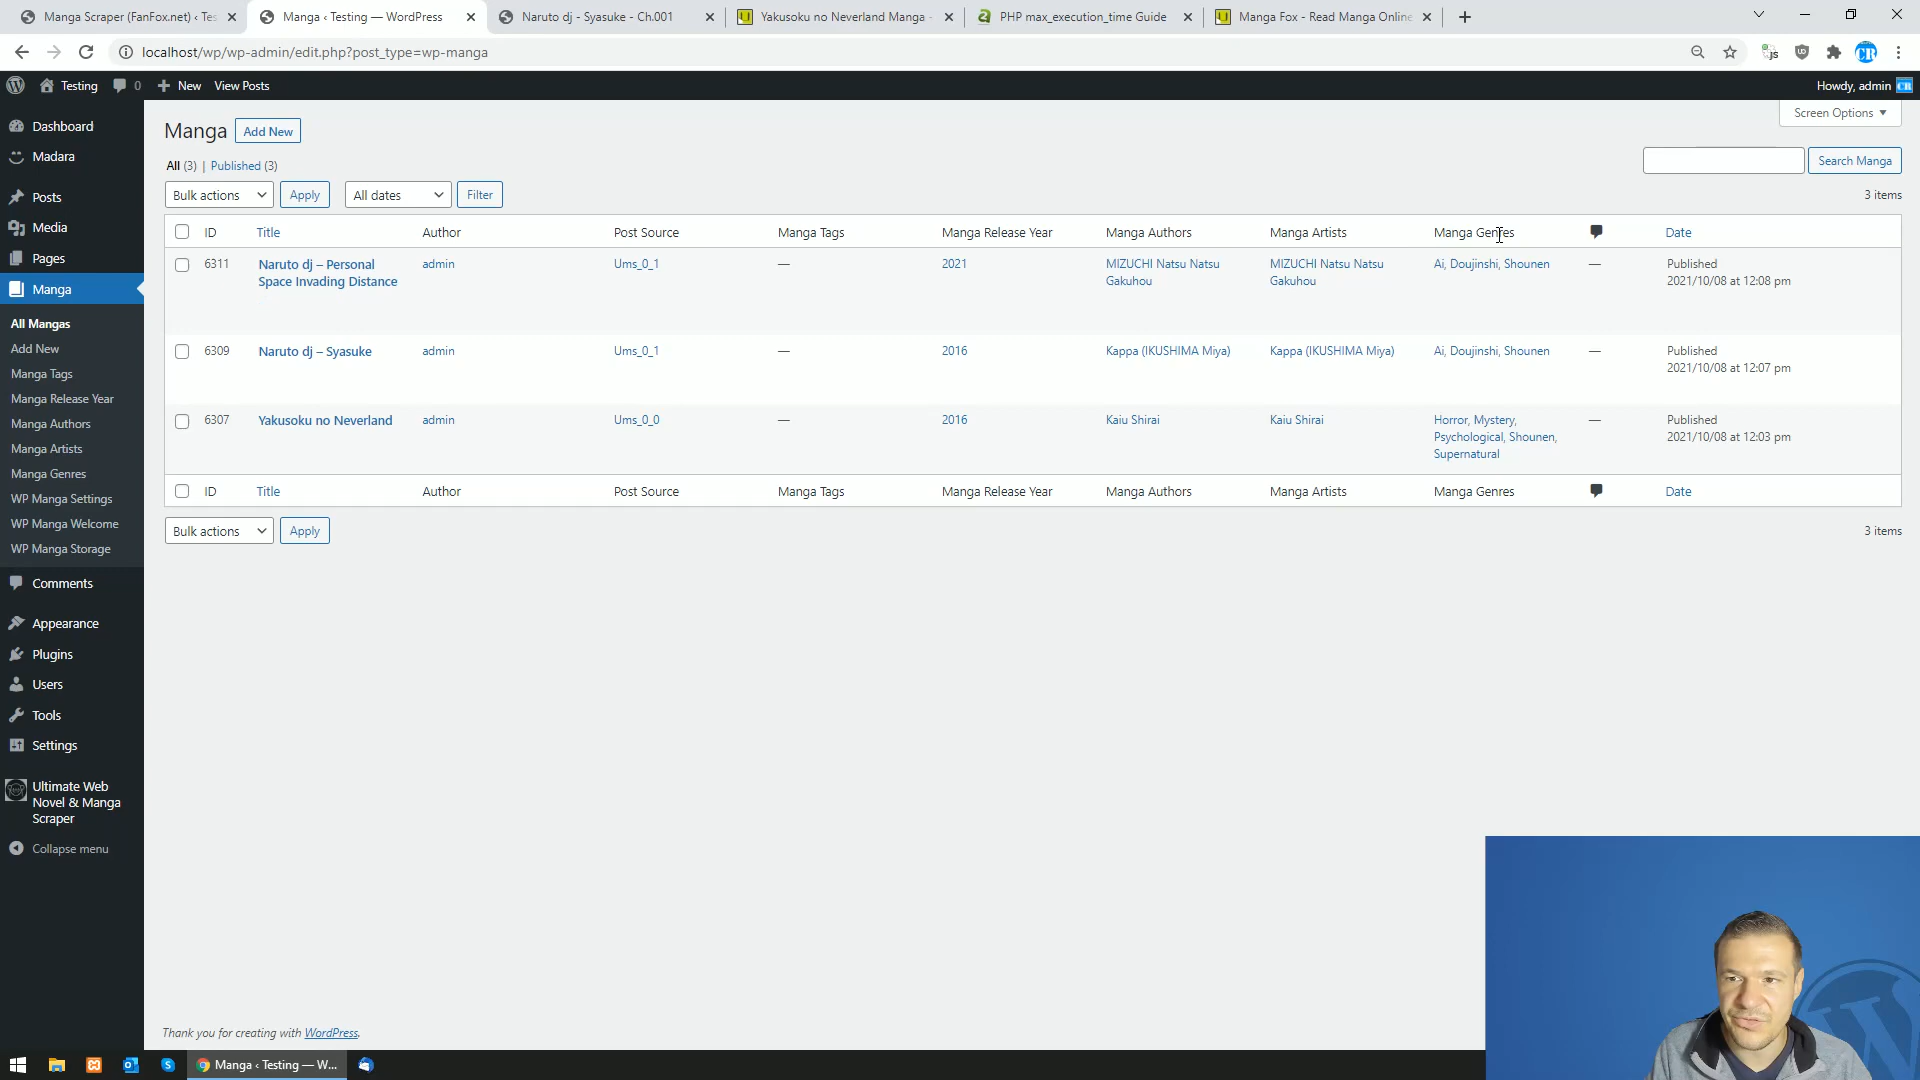 Manga Scraper (FanFox.net) ‹ Tes
Manga ‹ Testing — WordPress
Naruto dj - Syasuke - Ch.001
Yakusoku no Neverland Manga -
PHP max_execution_time Guide
Manga Fox - Read Manga Online
localhost/wp/wp-admin/edit.php?post_type=wp-manga
Testing
0
New
View Posts
Howdy, admin
Dashboard
Madara
Posts
Media
Pages
Manga
All Mangas
Add New
Manga Tags
Manga Release Year
Manga Authors
Manga Artists
Manga Genres
WP Manga Settings
WP Manga Welcome
WP Manga Storage
Comments
Appearance
Plugins
Users
Tools
Settings
Ultimate Web
Novel & Manga
Scraper
Collapse menu
Screen Options
Manga Add New
All (3) | Published (3)
Search Manga
Bulk actions Apply All dates Filter
3 items
ID Title Author Post Source Manga Tags Manga Release Year Manga Authors Manga Artists Manga Genres Date
6311 Naruto dj – Personal admin Ums_0_1 — 2021 MIZUCHI Natsu Natsu MIZUCHI Natsu Natsu Ai, Doujinshi, Shounen — Published
Space Invading Distance Gakuhou Gakuhou 2021/10/08 at 12:08 pm
6309 Naruto dj – Syasuke admin Ums_0_1 — 2016 Kappa (IKUSHIMA Miya) Kappa (IKUSHIMA Miya) Ai, Doujinshi, Shounen — Published
2021/10/08 at 12:07 pm
6307 Yakusoku no Neverland admin Ums_0_0 — 2016 Kaiu Shirai Kaiu Shirai Horror, Mystery, — Published
Psychological, Shounen, 2021/10/08 at 12:03 pm
Supernatural
ID Title Author Post Source Manga Tags Manga Release Year Manga Authors Manga Artists Manga Genres Date
Bulk actions Apply
3 items
Thank you for creating with WordPress.
Manga ‹ Testing — W...